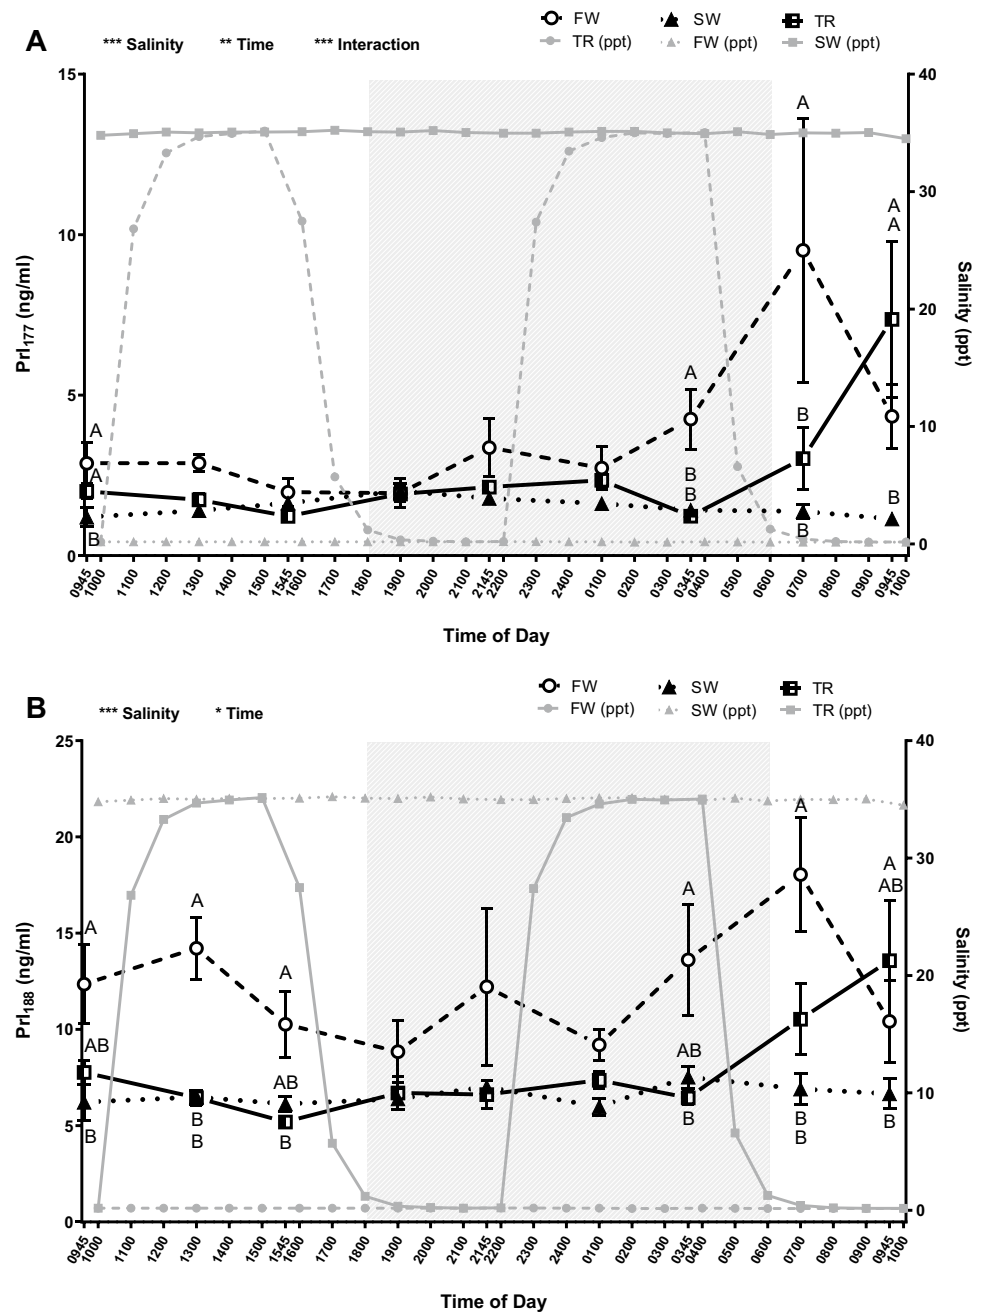 A
*** Salinity ** Time *** Interaction
FW SW TR
TR (ppt) FW (ppt) SW (ppt)
15 40
A
30
A
A
10
Prl177 (ng/ml)
Salinity (ppt)
20
A
5
A
B
10
A
B
B
B
B
B
0 0
0945 1000 1100 1200 1300 1400 1500 1545 1600 1700 1800 1900 2000 2100 2145 2200 2300 2400 0100 0200 0300 0345 0400 0500 0600 0700 0800 0900 0945 1000
Time of Day
B
*** Salinity * Time
FW SW TR
FW (ppt) SW (ppt) TR (ppt)
25 40
A
20
30
A
A A AB
A
15
A
Prl188 (ng/ml)
Salinity (ppt)
20
10
AB AB
AB
10
B B B
5
B B B B
0 0
0945 1000 1100 1200 1300 1400 1500 1545 1600 1700 1800 1900 2000 2100 2145 2200 2300 2400 0100 0200 0300 0345 0400 0500 0600 0700 0800 0900 0945 1000
Time of Day